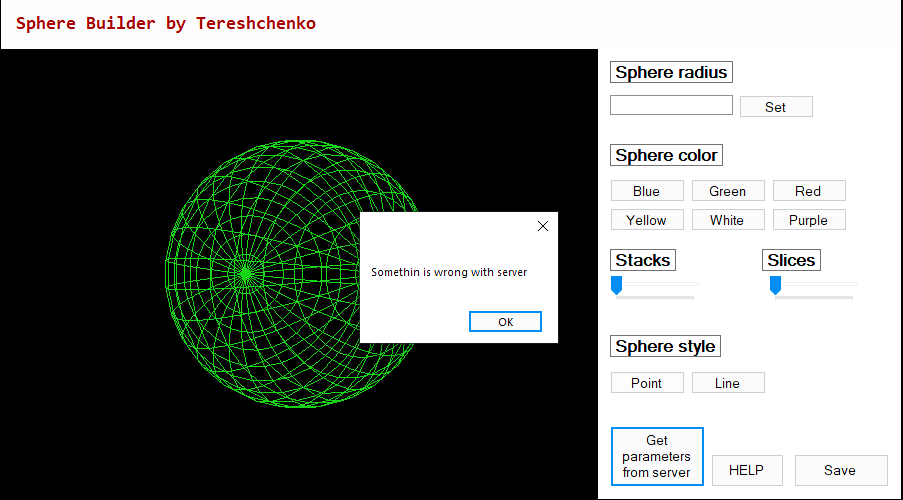 Sphere Builder by Tereshchenko
Sphere radius
Set
Sphere color
Blue Green Red
Yellow White Purple
Stacks Slices
Somethin is wrong with server
OK
Sphere style
Point Line
Get
parameters
from server
HELP Save